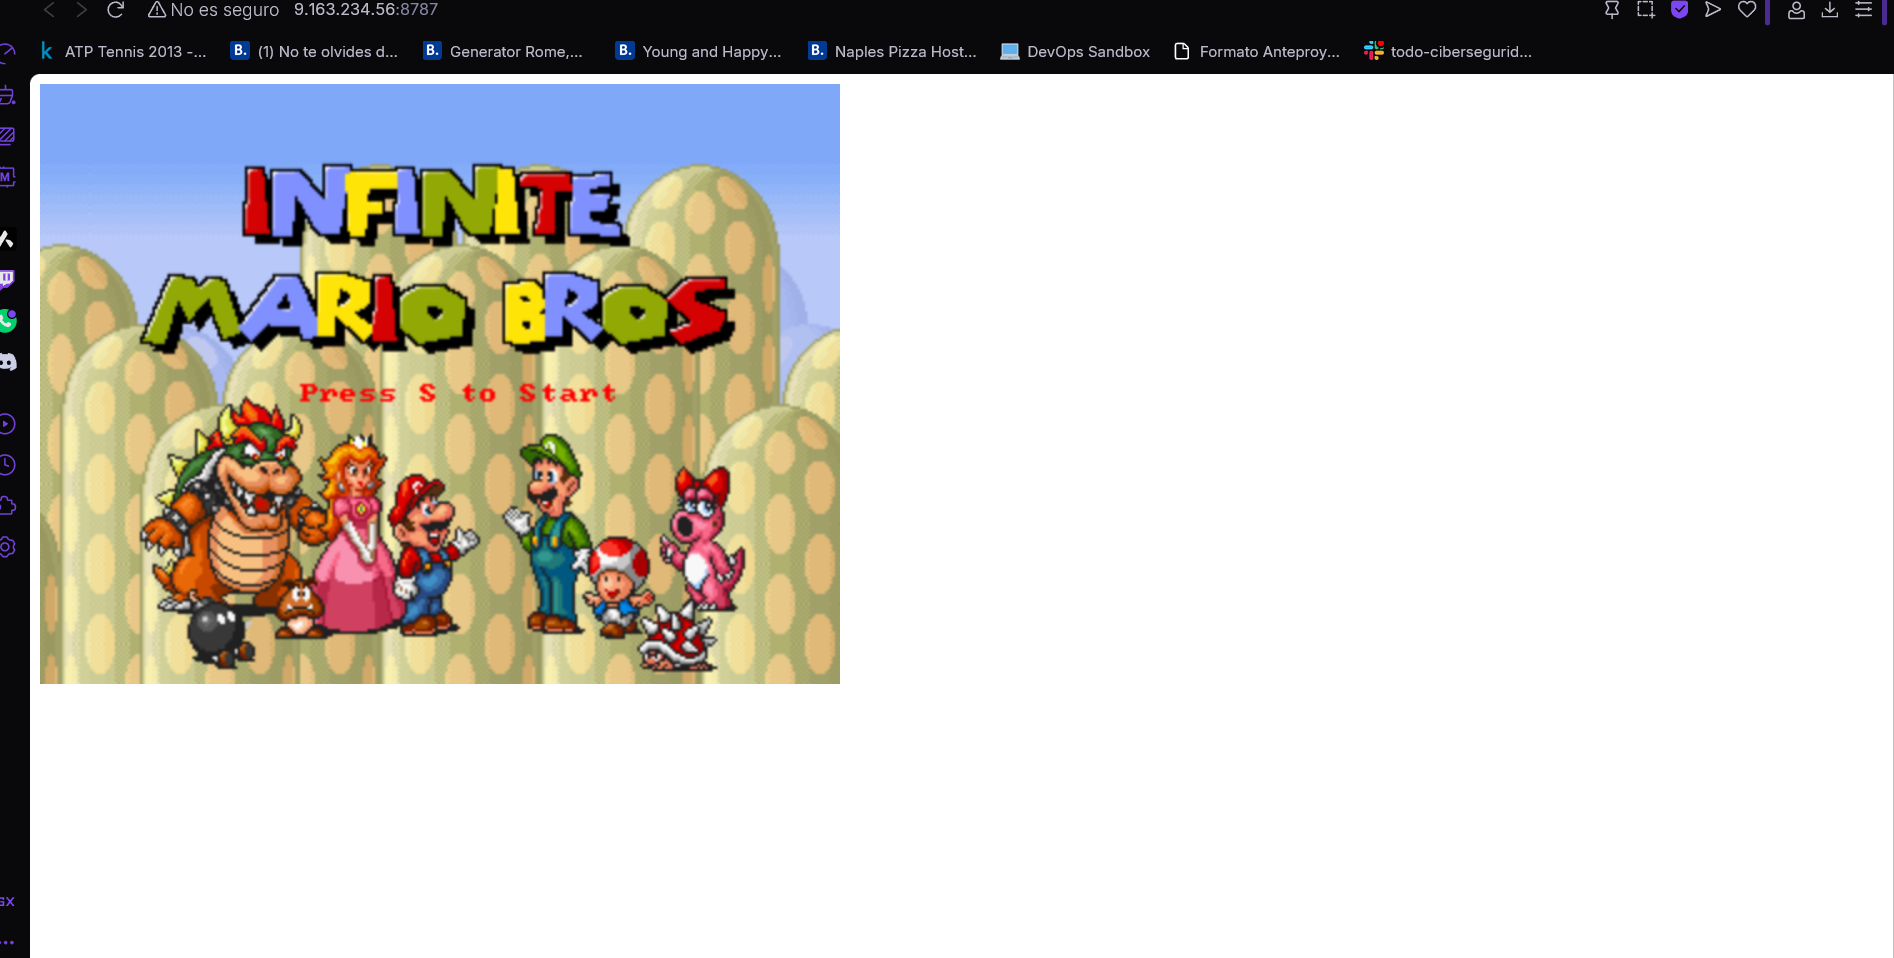 No es seguro 9.163.234.56:8787
k ATP Tennis 2013 -... B. (1) No te olvides d... B. Generator Rome,... B. Young and Happy... B. Naples Pizza Host... DevOps Sandbox Formato Anteproy... todo-cibersegurid...
M
INFINITE
MARIO BROS
Press S to Start
GX